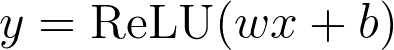 y = ReLU(wx + b)